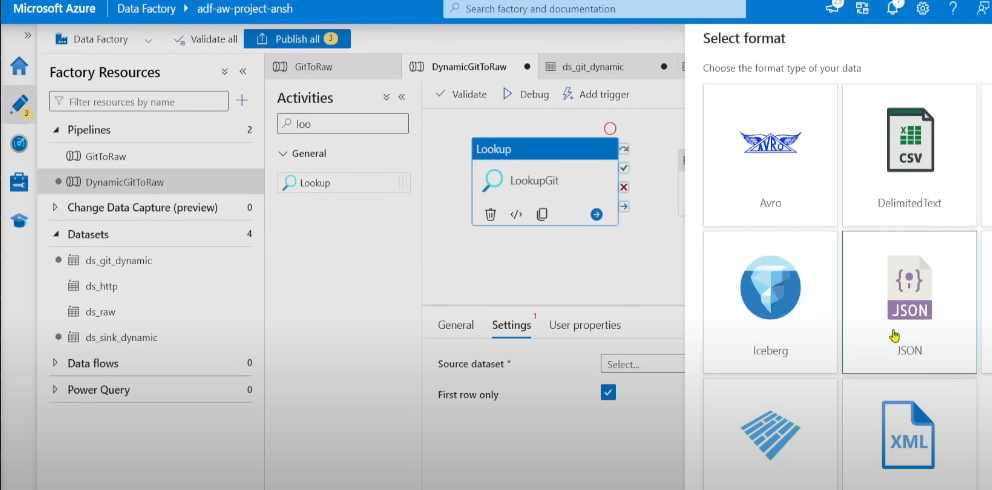 Microsoft Azure Data Factory adf-aw-project-ansh Search factory and documentation
Data Factory Validate all Publish all 3
Factory Resources
Filter resources by name
3
Pipelines 2
GitToRaw
DynamicGitToRaw
Change Data Capture (preview) 0
Datasets 4
ds_git_dynamic
ds_http
ds_raw
ds_sink_dynamic
Data flows 0
Power Query 0
GitToRaw DynamicGitToRaw ds_git_dynamic
Activities
loo
General
Lookup
Validate Debug Add trigger
Lookup
LookupGit
General Settings 1 User properties
Source dataset * Select...
First row only
Select format
Choose the format type of your data
AVRO
Avro
CSV
DelimitedText
Iceberg
JSON
JSON
XML